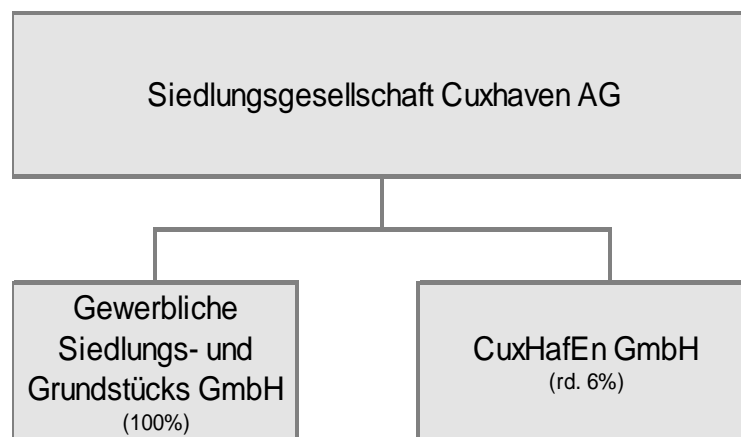 Siedlungsgesellschaft Cuxhaven AG
Gewerbliche
Siedlungs- und
Grundstücks GmbH
(100%)
CuxHafEn GmbH
(rd. 6%)